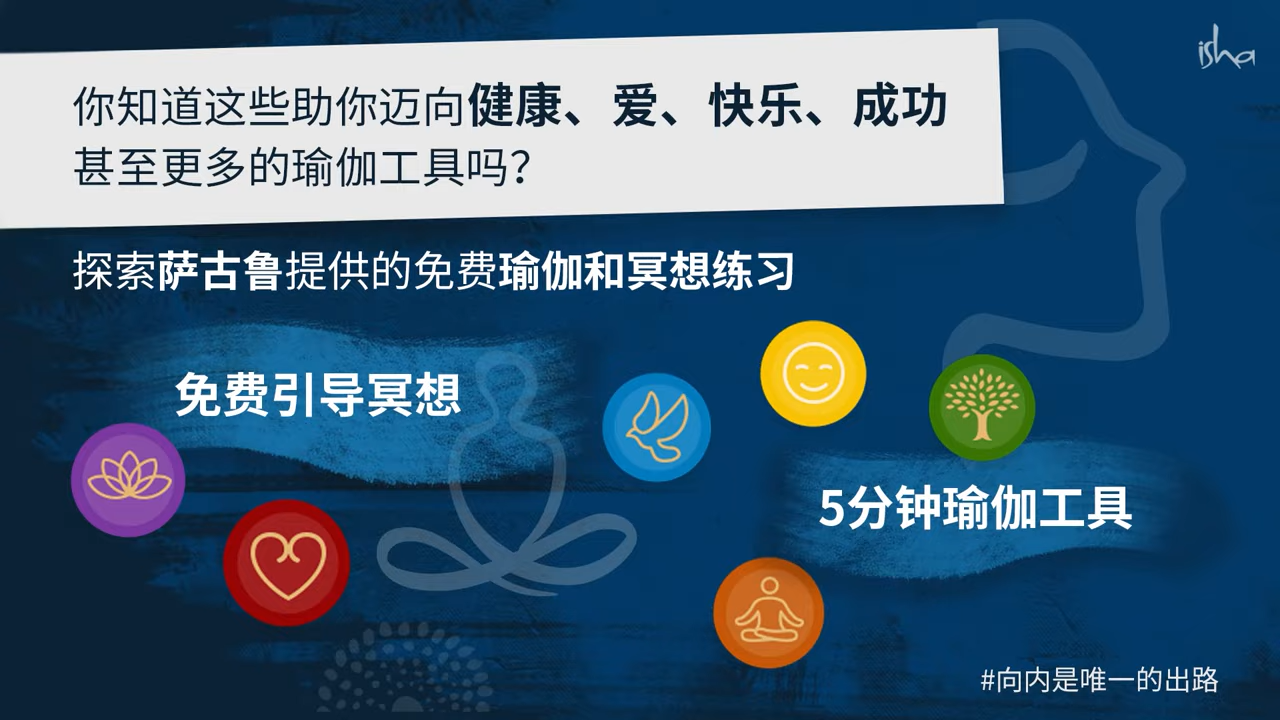 isha
你知道这些助你迈向健康、爱、快乐、成功
甚至更多的瑜伽工具吗?
探索萨古鲁提供的免费瑜伽和冥想练习
免费引导冥想
5分钟瑜伽工具
#向内是唯一的出路